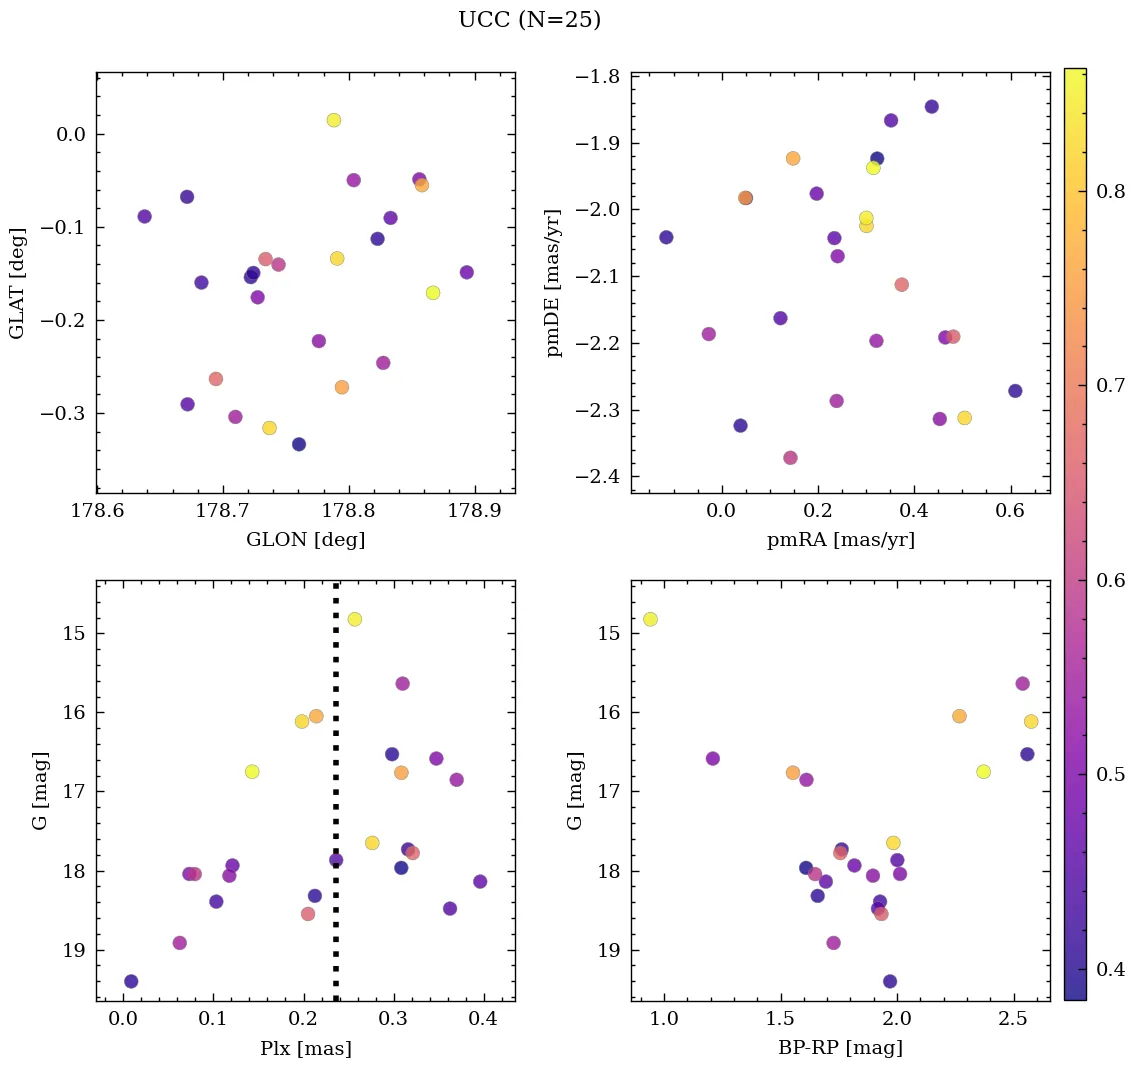 UCC (N=25)
0.0
−0.1
−0.2
−0.3
GLAT [deg]
178.6 178.7 178.8 178.9
GLON [deg]
−1.8
−1.9
−2.0
−2.1
−2.2
−2.3
−2.4
pmDE [mas/yr]
0.0 0.2 0.4 0.6
pmRA [mas/yr]
0.8
0.7
0.6
0.5
0.4
15
16
17
18
19
G [mag]
0.0 0.1 0.2 0.3 0.4
Plx [mas]
15
16
17
18
19
G [mag]
1.0 1.5 2.0 2.5
BP-RP [mag]